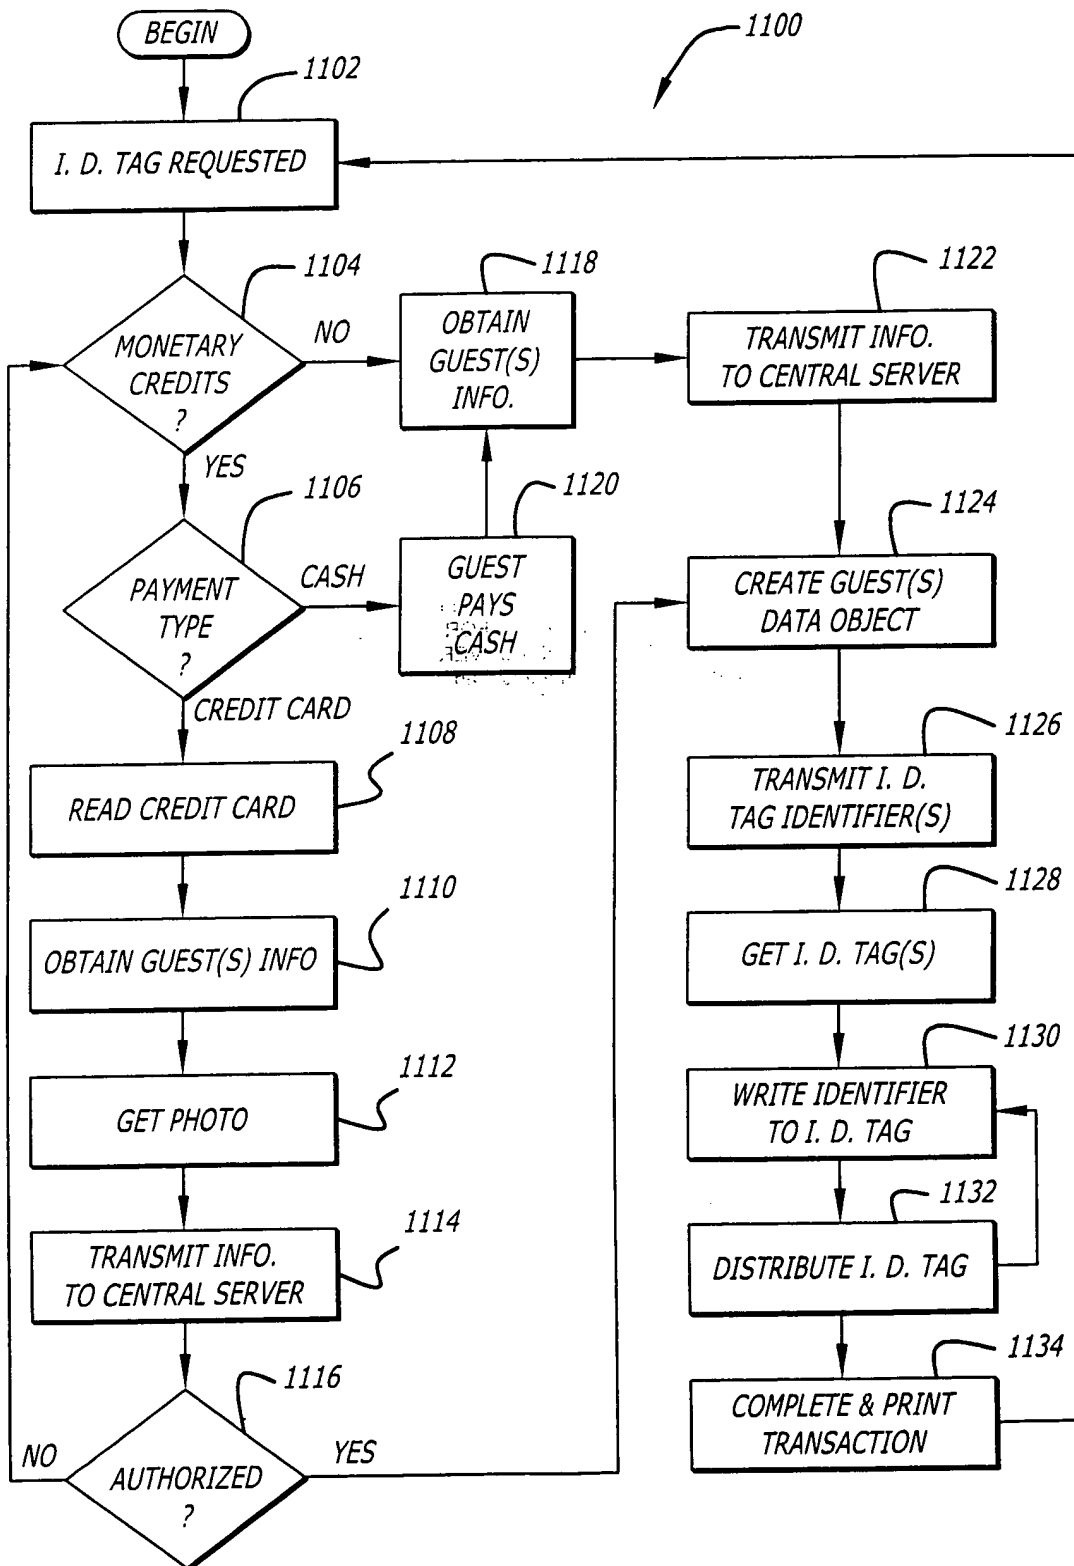 BEGIN
1100
1102
I. D. TAG REQUESTED
1104
MONETARY
CREDITS
?
NO
YES
1118
OBTAIN
GUEST(S)
INFO.
1122
TRANSMIT INFO.
TO CENTRAL SERVER
1106
PAYMENT
TYPE
?
CASH
CREDIT CARD
1120
GUEST
PAYS
CASH
1124
CREATE GUEST(S)
DATA OBJECT
1108
READ CREDIT CARD
1126
TRANSMIT I. D.
TAG IDENTIFIER(S)
1110
OBTAIN GUEST(S) INFO
1128
GET I. D. TAG(S)
1112
GET PHOTO
1130
WRITE IDENTIFIER
TO I. D. TAG
1114
TRANSMIT INFO.
TO CENTRAL SERVER
1132
DISTRIBUTE I. D. TAG
1116
AUTHORIZED
?
NO
YES
1134
COMPLETE & PRINT
TRANSACTION